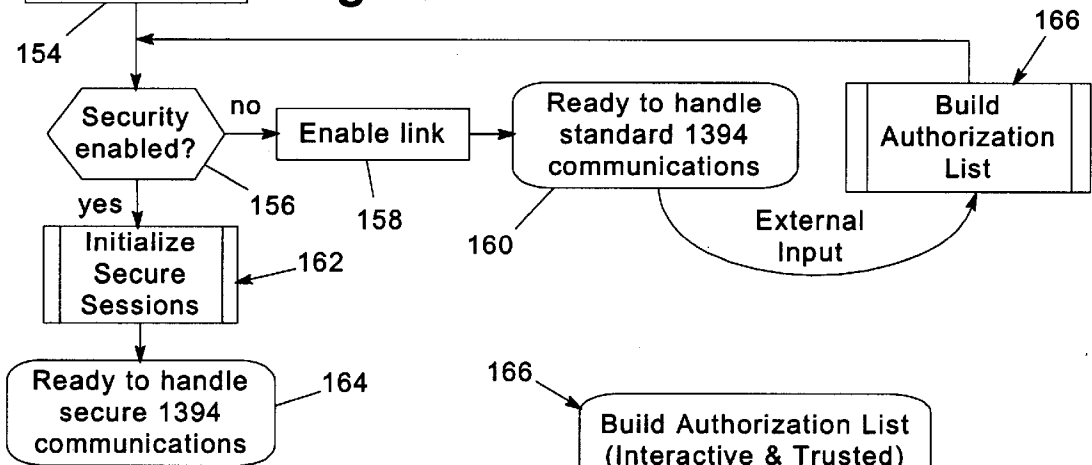 154
166
Security
enabled?
no
Enable link
Ready to handle
standard 1394
communications
Build
Authorization
List
156
yes
158
160
External
Input
Initialize
Secure
Sessions
162
Ready to handle
secure 1394
communications
164
166
Build Authorization List
(Interactive & Trusted)